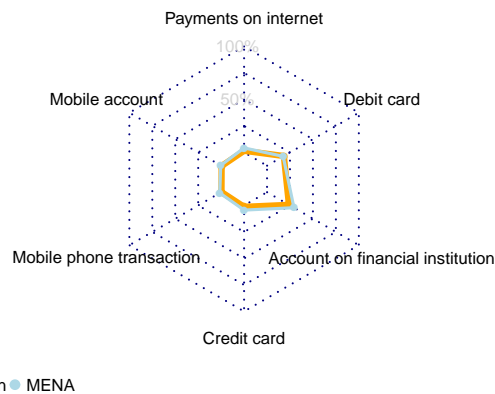 Payments on internet
100%
Mobile account
50%
Debit card
Mobile phone transaction
Account on financial institution
Credit card
MENA